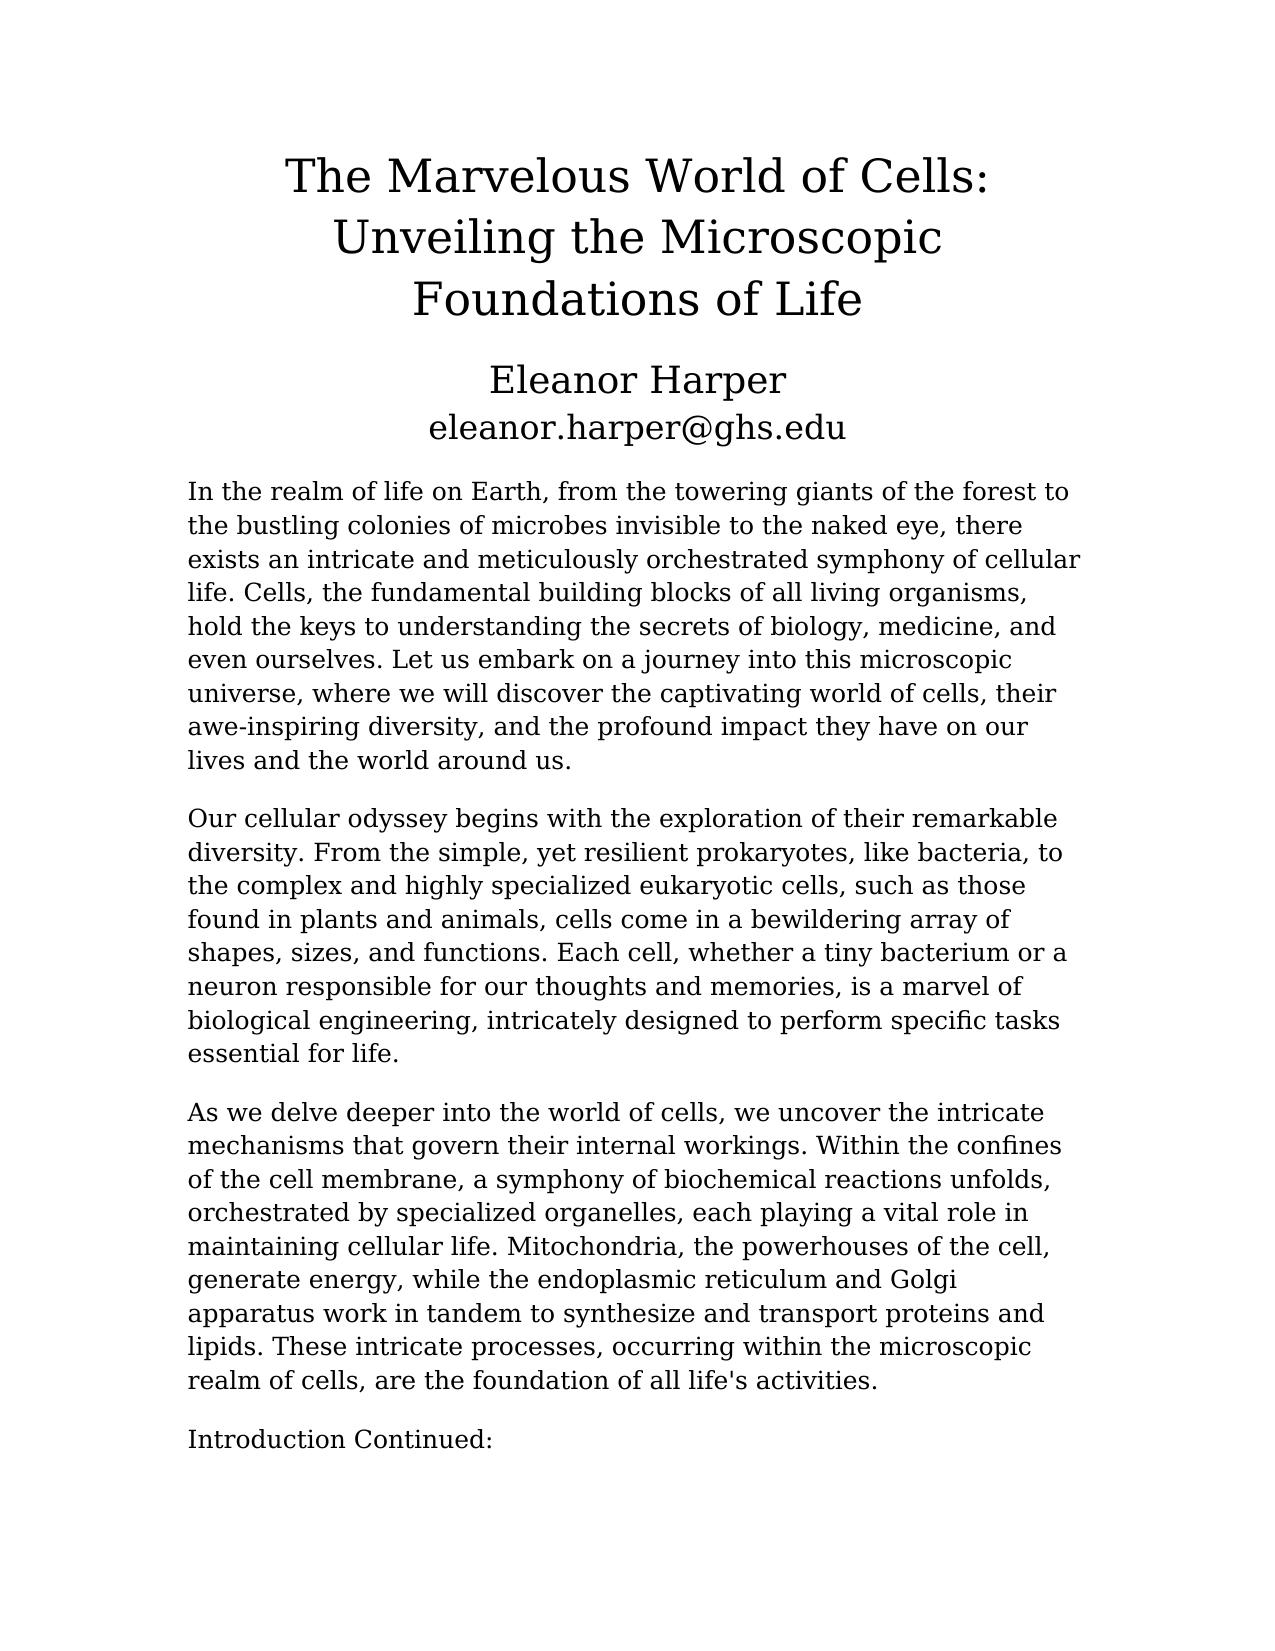 The Marvelous World of Cells:
Unveiling the Microscopic
Foundations of Life
Eleanor Harper
eleanor.harper@ghs.edu
In the realm of life on Earth, from the towering giants of the forest to
the bustling colonies of microbes invisible to the naked eye, there
exists an intricate and meticulously orchestrated symphony of cellular
life. Cells, the fundamental building blocks of all living organisms,
hold the keys to understanding the secrets of biology, medicine, and
even ourselves. Let us embark on a journey into this microscopic
universe, where we will discover the captivating world of cells, their
awe-inspiring diversity, and the profound impact they have on our
lives and the world around us.
Our cellular odyssey begins with the exploration of their remarkable
diversity. From the simple, yet resilient prokaryotes, like bacteria, to
the complex and highly specialized eukaryotic cells, such as those
found in plants and animals, cells come in a bewildering array of
shapes, sizes, and functions. Each cell, whether a tiny bacterium or a
neuron responsible for our thoughts and memories, is a marvel of
biological engineering, intricately designed to perform specific tasks
essential for life.
As we delve deeper into the world of cells, we uncover the intricate
mechanisms that govern their internal workings. Within the confines
of the cell membrane, a symphony of biochemical reactions unfolds,
orchestrated by specialized organelles, each playing a vital role in
maintaining cellular life. Mitochondria, the powerhouses of the cell,
generate energy, while the endoplasmic reticulum and Golgi
apparatus work in tandem to synthesize and transport proteins and
lipids. These intricate processes, occurring within the microscopic
realm of cells, are the foundation of all life's activities.
Introduction Continued: